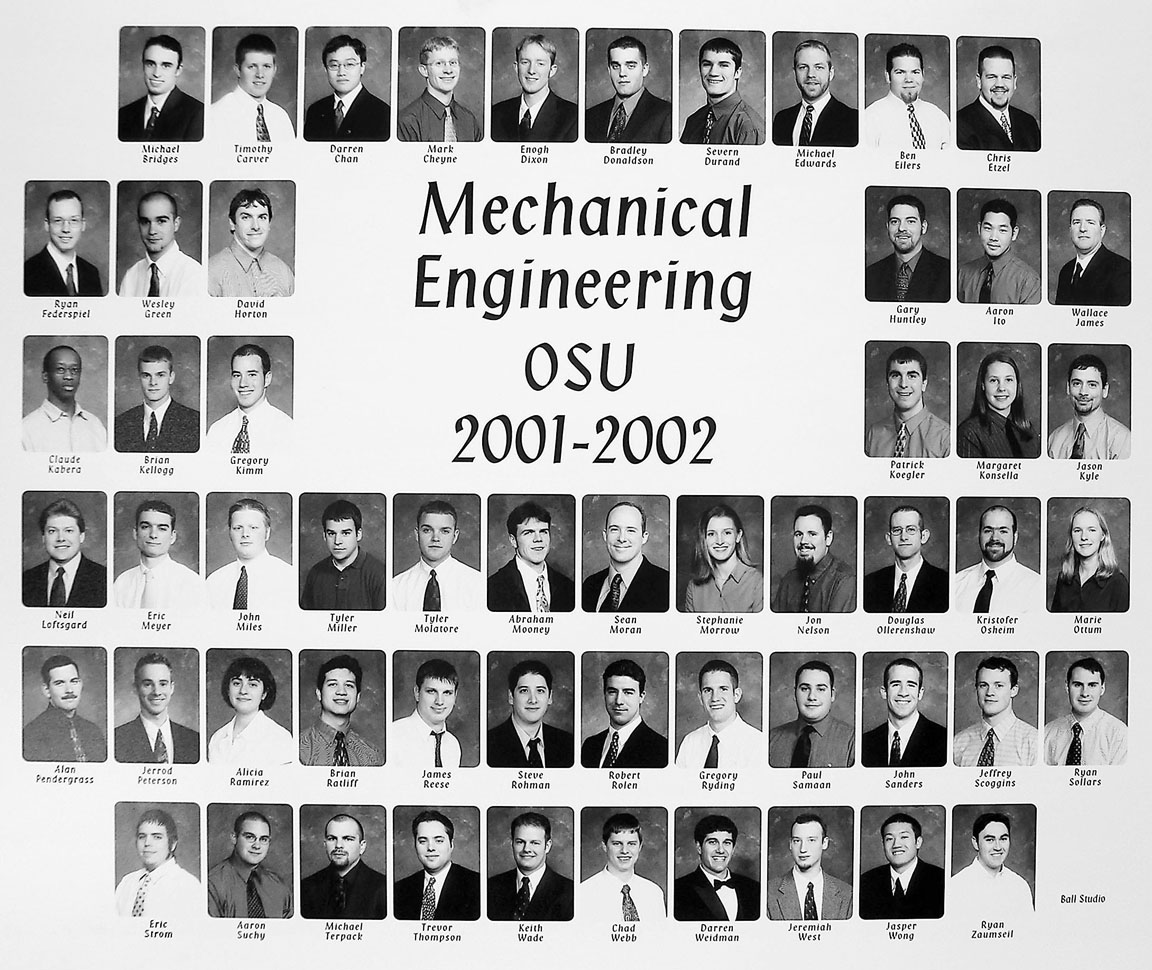 Michael
Bridges
Timothy
Carver
Darren
Chan
Mark
Cheyne
Enogh
Dixon
Bradley
Donaldson
Severn
Durand
Michael
Edwards
Ben
Eilers
Chris
Etzel
Mechanical
Engineering
OSU
2001-2002
Ryan
Federspiel
Wesley
Green
David
Horton
Gary
Huntley
Aaron
Ito
Wallace
James
Claude
Kabera
Brian
Kellogg
Gregory
Kimm
Patrick
Koegler
Margaret
Konsella
Jason
Kyle
Neil
Loftsgard
Eric
Meyer
John
Miles
Tyler
Miller
Tyler
Molatore
Abraham
Mooney
Sean
Moran
Stephanie
Morrow
Jon
Nelson
Douglas
Ollerenshaw
Kristofer
Osheim
Marie
Ottum
Alan
Pendergrass
Jerrod
Peterson
Alicia
Ramirez
Brian
Ratliff
James
Reese
Steve
Rohman
Robert
Rolen
Gregory
Ryding
Paul
Samaan
John
Sanders
Jeffrey
Scoggins
Ryan
Sollars
Eric
Strom
Aaron
Suchy
Michael
Terpack
Trevor
Thompson
Keith
Wade
Chad
Webb
Darren
Weidman
Jeremiah
West
Jasper
Wong
Ryan
Zaumseil
Ball Studio